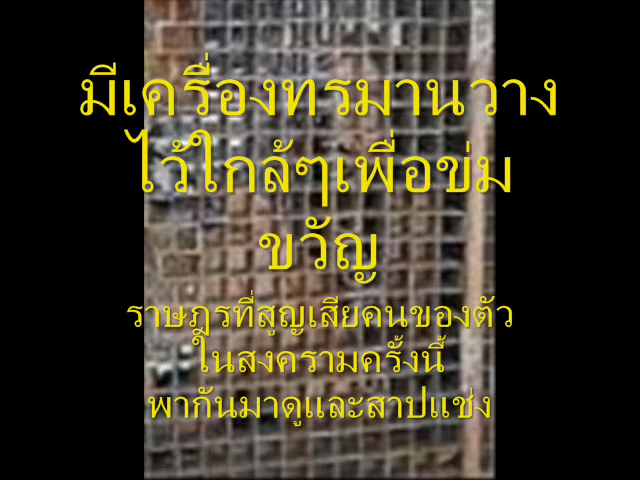 มีเครื่องทรมานวาง
ไว้ใกล้ๆเพื่อข่ม
ขวัญ
ราษฎรที่สูญเสียคนของตัว
ในสงครามครั้งนี้
พากันมาดูและสาปแช่ง